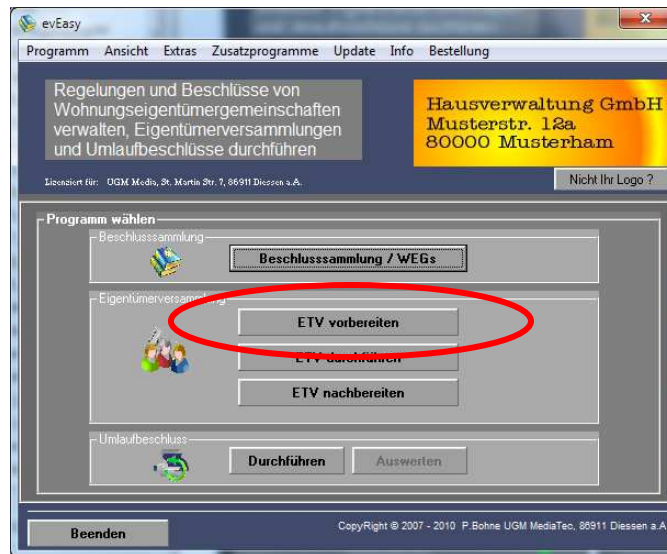 evEasy
Programm Ansicht Extras Zusatzprogramme Update Info Bestellung
Regelungen und Beschlüsse von
Wohnungseigentümergemeinschaften
verwalten, Eigentümerversammlungen
und Umlaufbeschlüsse durchführen
Hausverwaltung GmbH
Musterstr. 12a
80000 Musterham
Lizenziert für: UGM Media, St. Martin Str. 7, 86911 Diessen a.A.
Nicht Ihr Logo ?
Programm wählen
Beschlusssammlung
Beschlusssammlung / WEGs
Eigentümerversammlung
ETV vorbereiten
ETV durchführen
ETV nachbereiten
Umlaufbeschluss
Durchführen Auswerten
Beenden
CopyRight © 2007 - 2010 P.Bohne UGM MediaTec, 86911 Diessen a.A